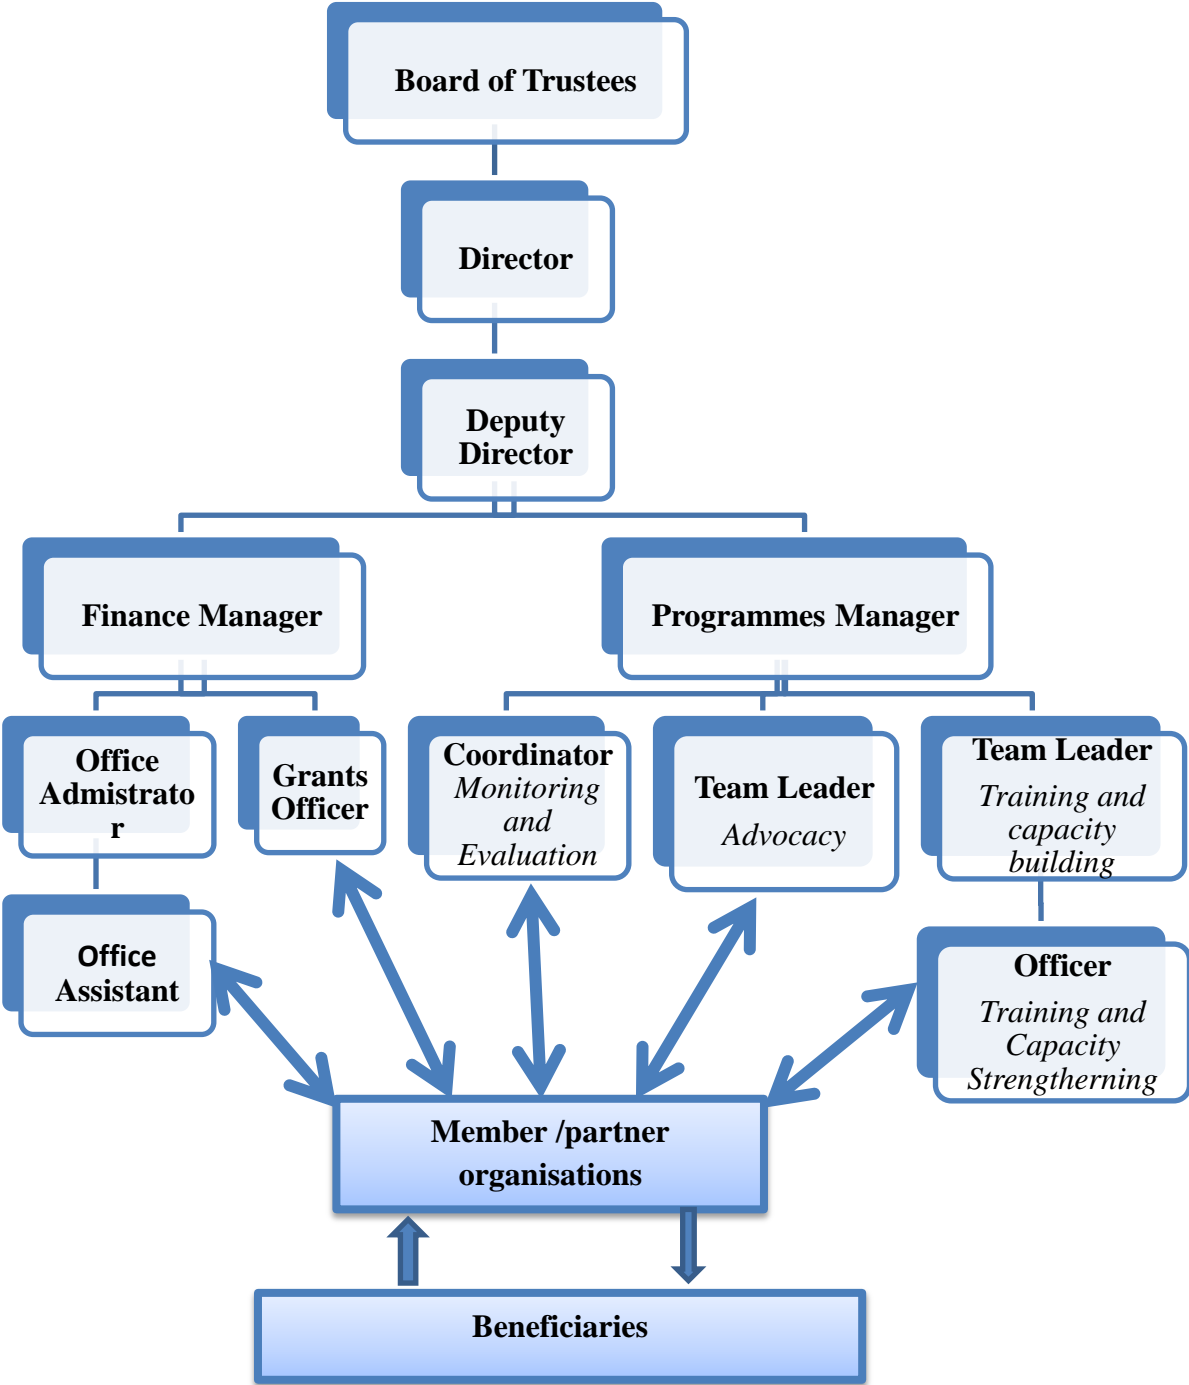 Board of Trustees
Director
Deputy
Director
Finance Manager
Programmes Manager
Office
Admistrato
r
Grants
Officer
Coordinator
Monitoring
and
Evaluation
Team Leader
Advocacy
Team Leader
Training and
capacity
building
Office
Assistant
Officer
Training and
Capacity
Strengtherning
Member /partner
organisations
Beneficiaries